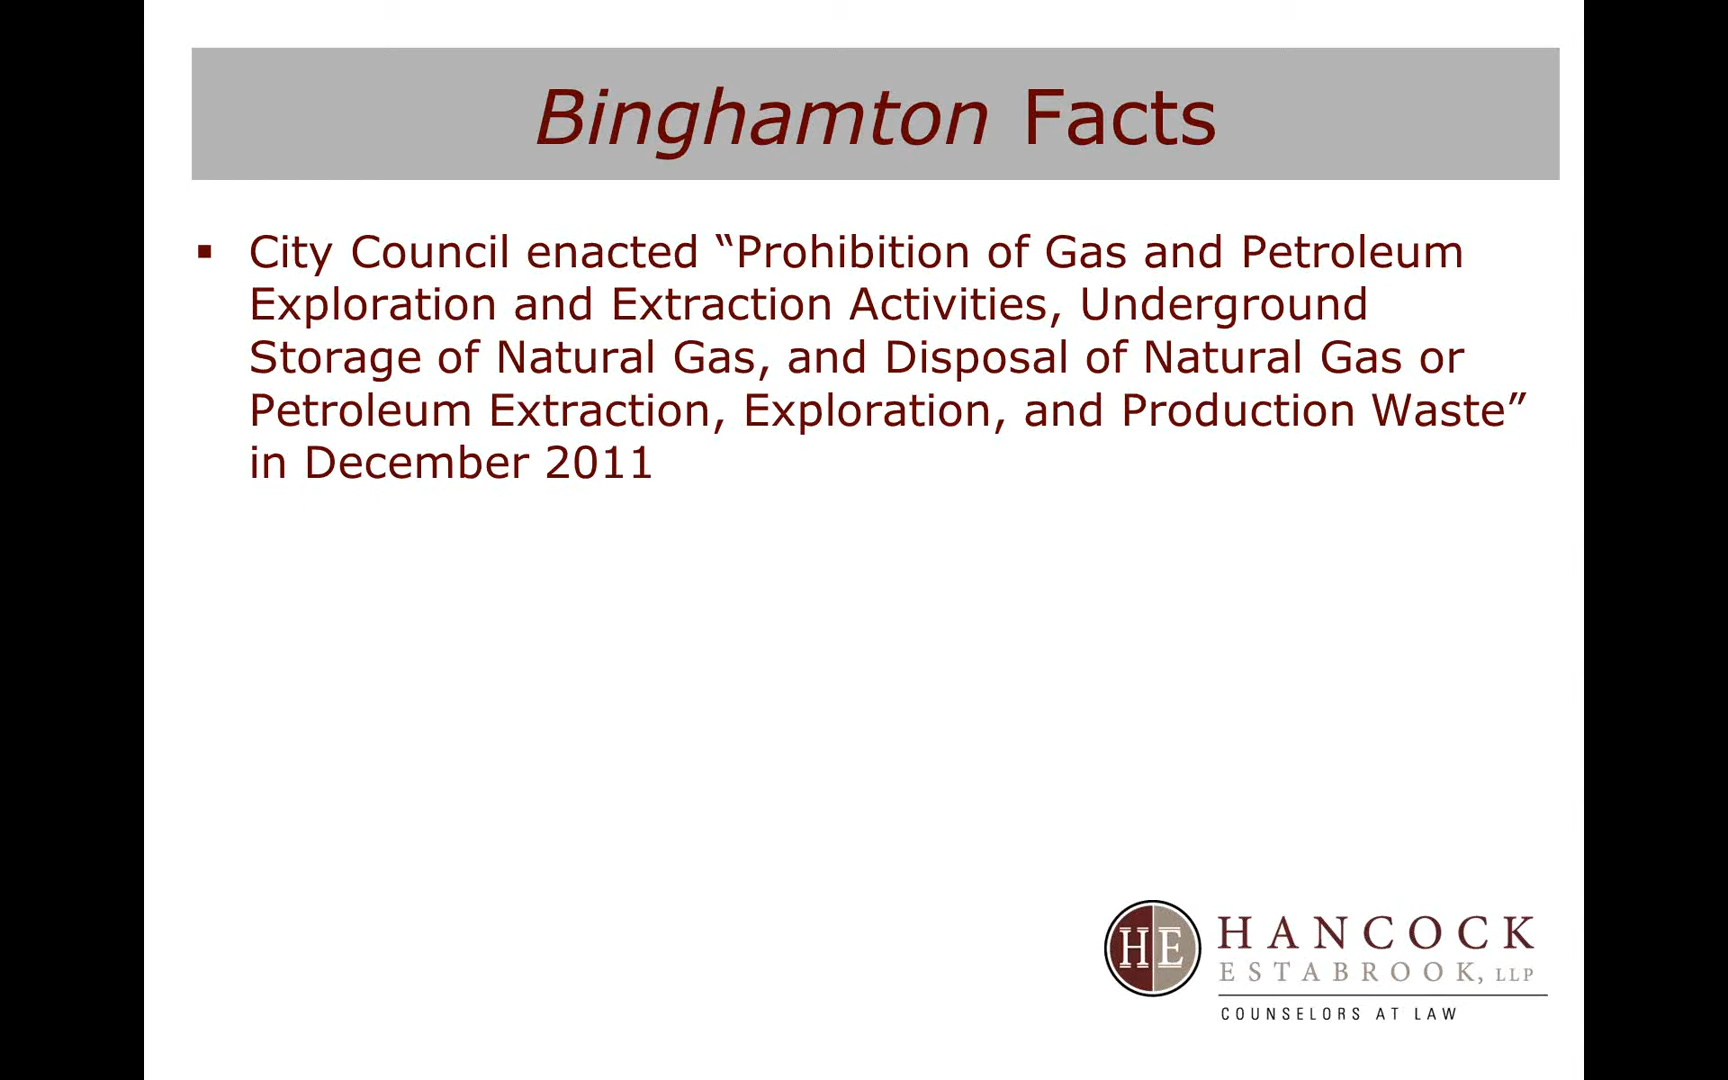 Binghamton Facts
▪ City Council enacted “Prohibition of Gas and Petroleum
Exploration and Extraction Activities, Underground
Storage of Natural Gas, and Disposal of Natural Gas or
Petroleum Extraction, Exploration, and Production Waste”
in December 2011
HE
HANCOCK
ESTABROOK, LLP
COUNSELORS AT LAW